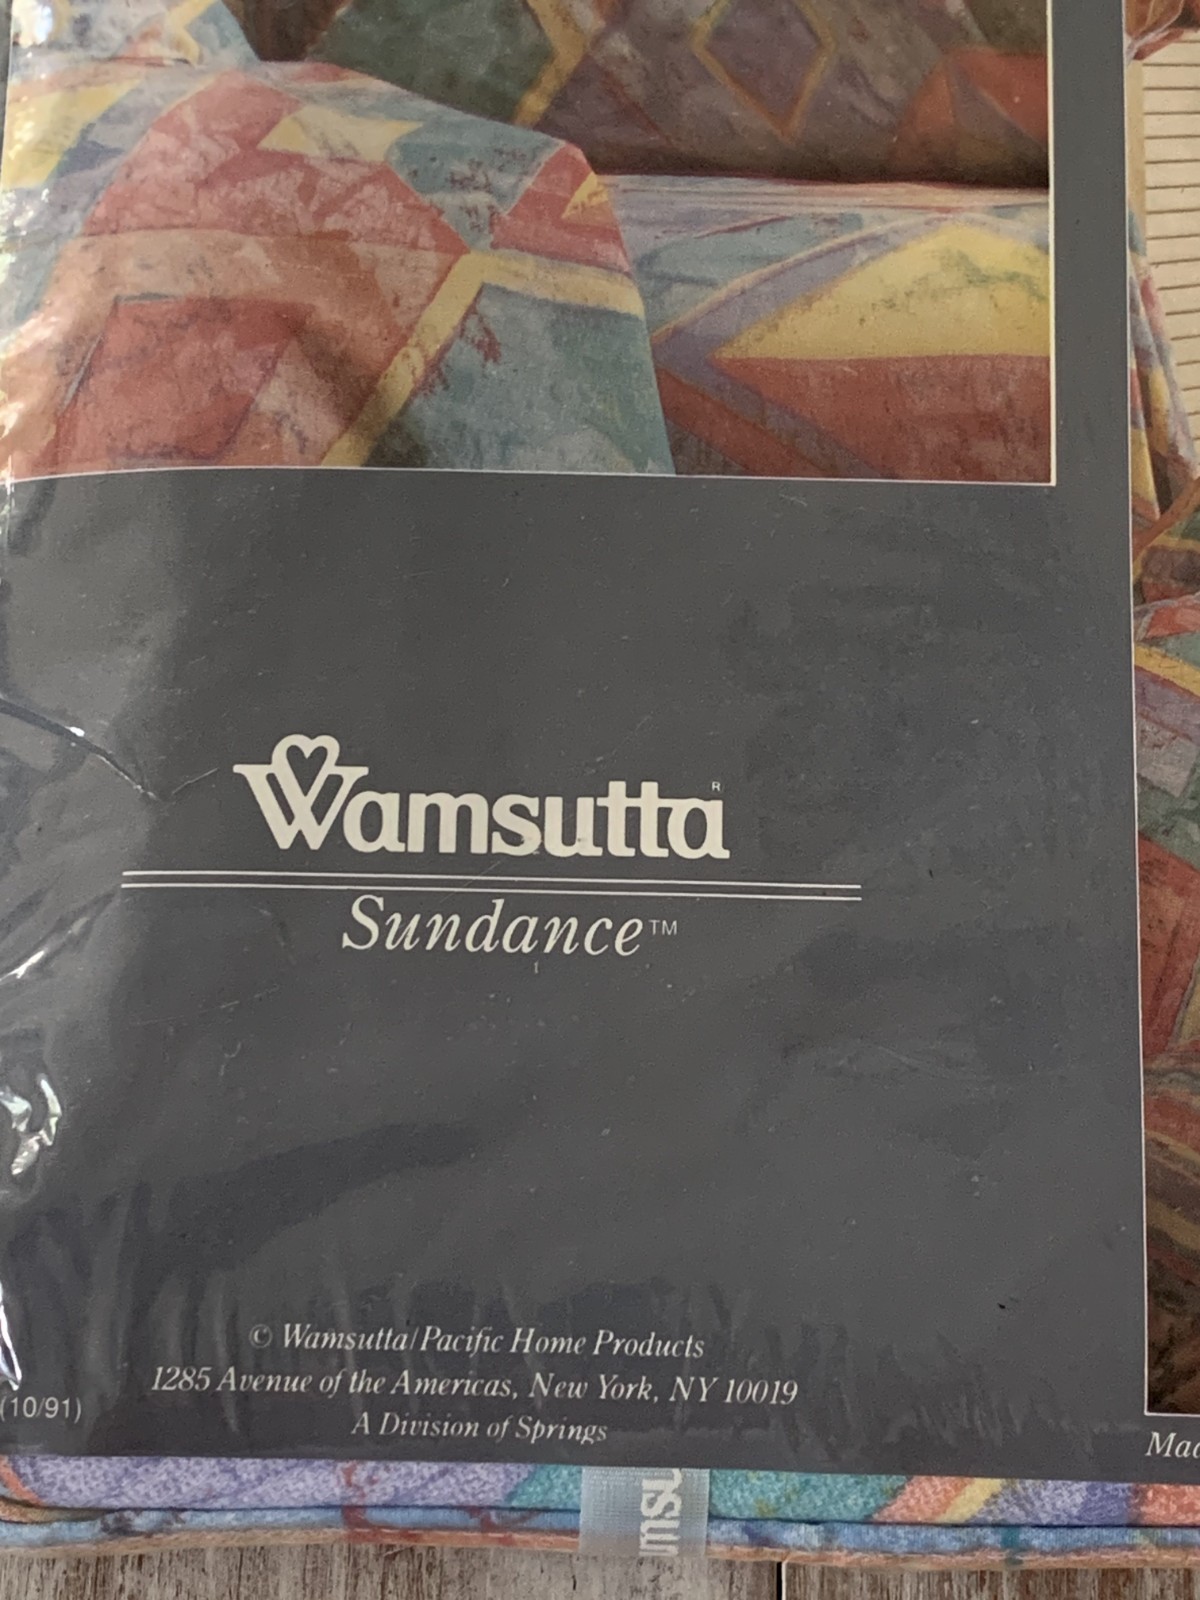 Wamsutta®
Sundance™
© Wamsutta/Pacific Home Products
1285 Avenue of the Americas, New York, NY 10019
(10/91)
A Division of Springs